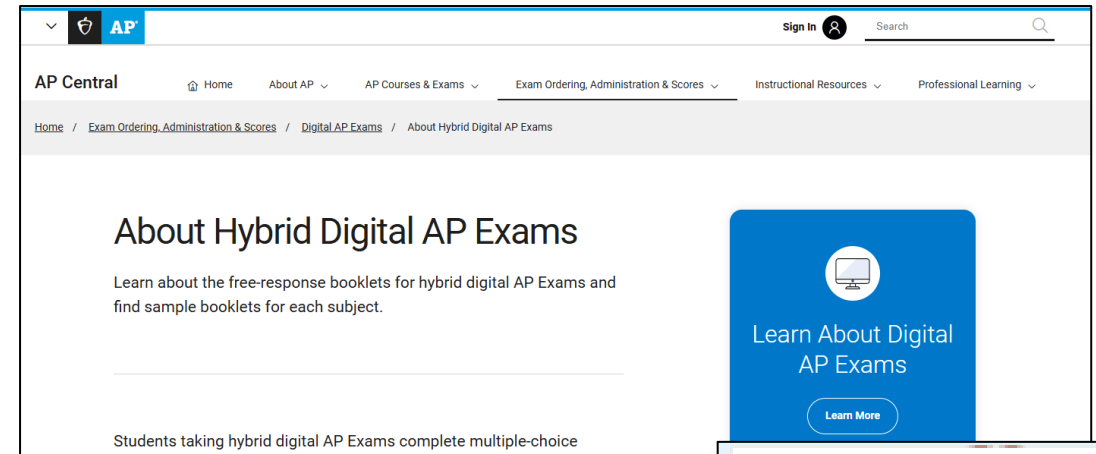 AP
Sign In
Search
AP Central
Home
About AP
AP Courses & Exams
Exam Ordering, Administration & Scores
Instructional Resources
Professional Learning
Home / Exam Ordering, Administration & Scores / Digital AP Exams / About Hybrid Digital AP Exams
About Hybrid Digital AP Exams
Learn about the free-response booklets for hybrid digital AP Exams and
find sample booklets for each subject.
Learn About Digital
AP Exams
Learn More
Students taking hybrid digital AP Exams complete multiple-choice